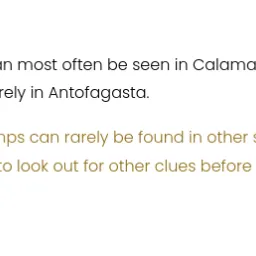 an most often be seen in Calama
rely in Antofagasta.
mps can rarely be found in other
to look out for other clues before